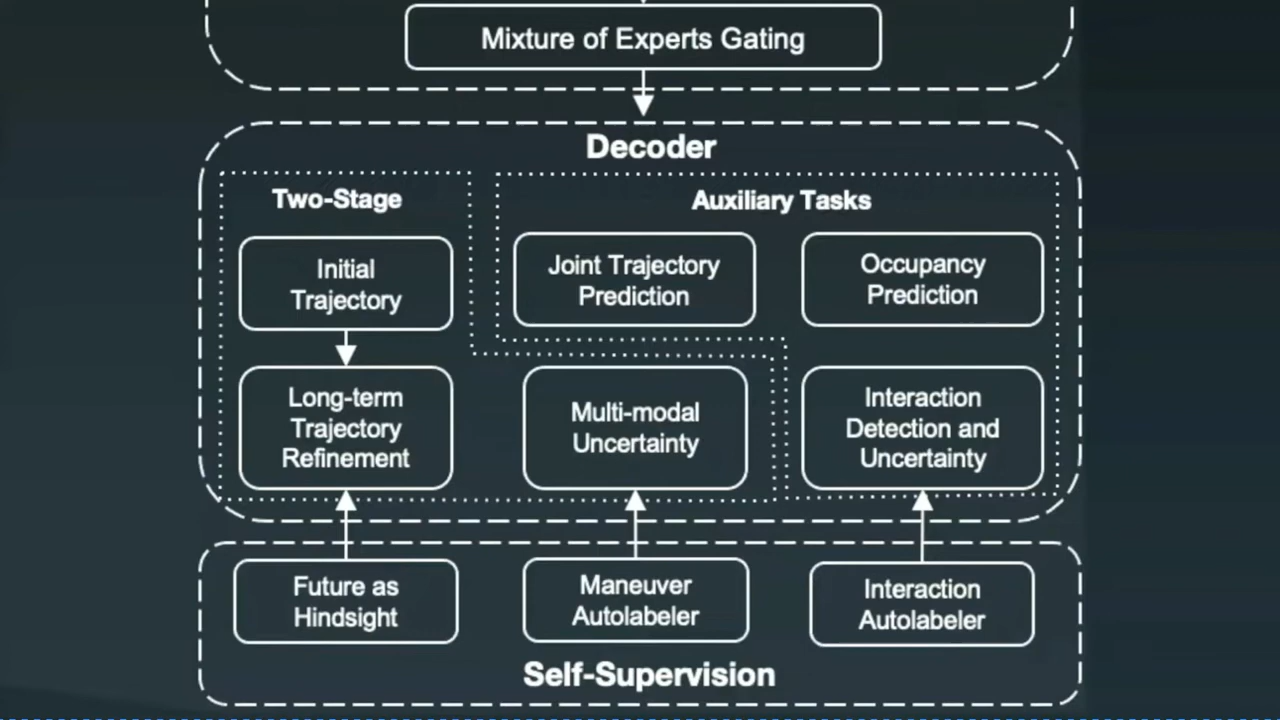 Mixture of Experts Gating
Decoder
Two-Stage
Auxiliary Tasks
Initial
Trajectory
Joint Trajectory
Prediction
Occupancy
Prediction
Long-term
Trajectory
Refinement
Multi-modal
Uncertainty
Interaction
Detection and
Uncertainty
Future as
Hindsight
Maneuver
Autolabeler
Interaction
Autolabeler
Self-Supervision